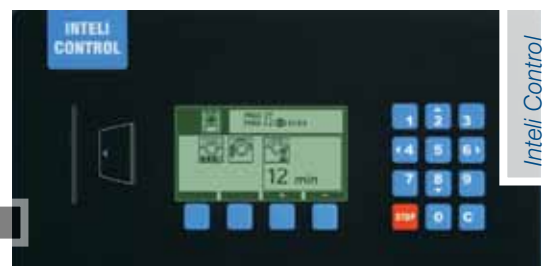 INTELI
CONTROL
12 min
1 2 3
4 5 6
7 8 9
STOP 0 C
Inteli Control